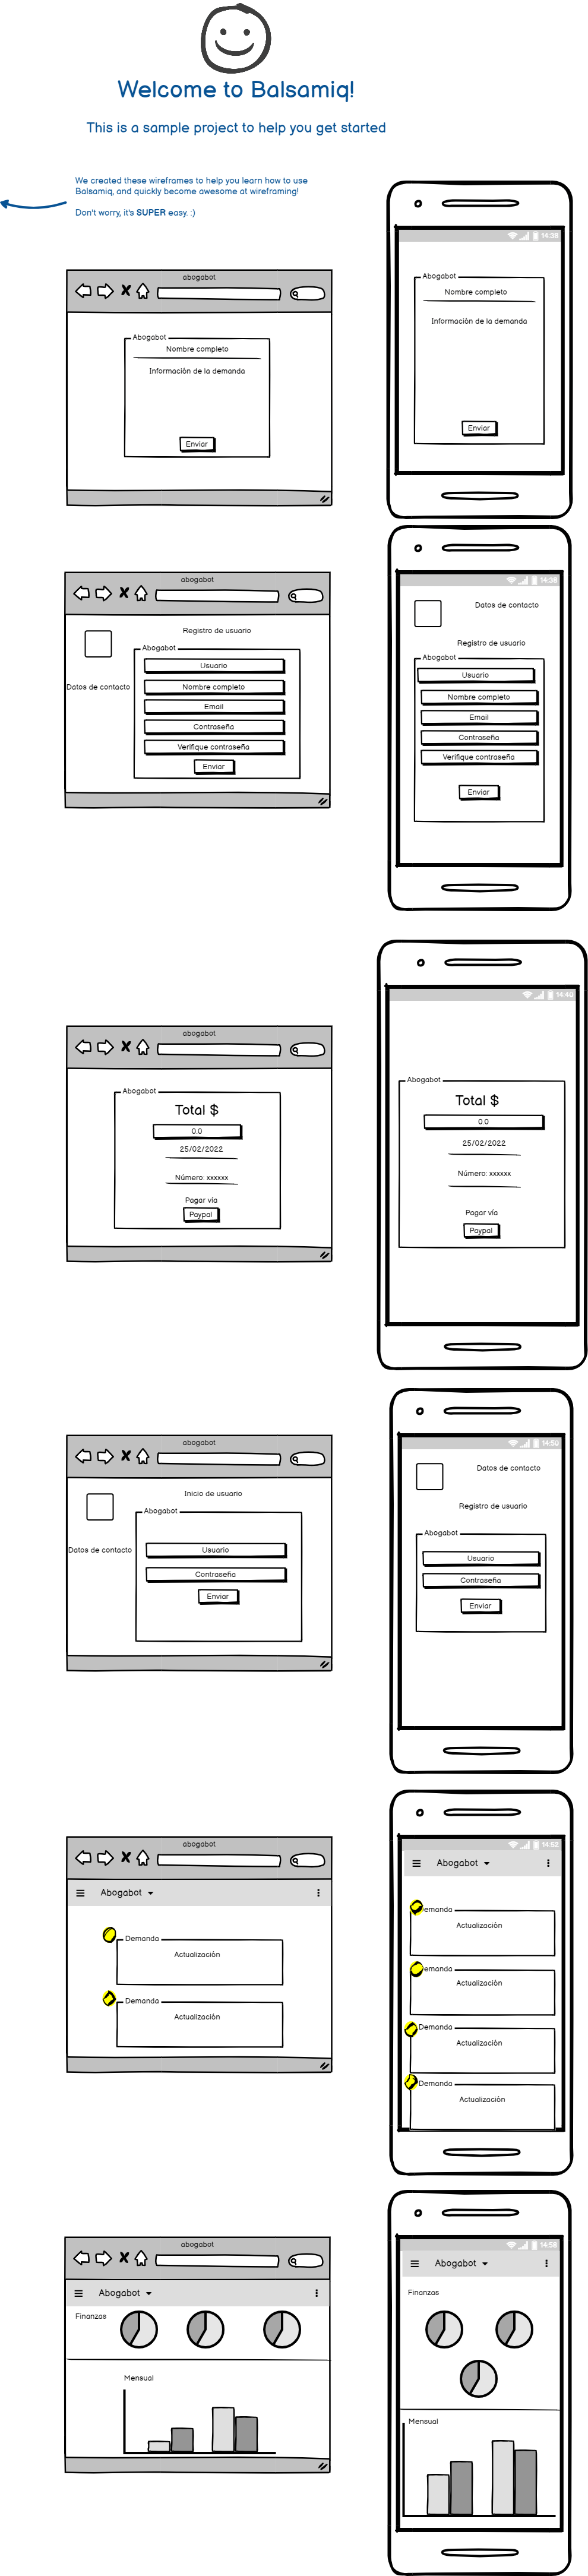 Welcome to Balsamiq!
This is a sample project to help you get started
We created these wireframes to help you learn how to use
Balsamiq, and quickly become awesome at wireframing!
Don't worry, it's SUPER easy. :)
abogabot
Abogabot
Nombre completo
Información de la demanda
Enviar
14:38
Abogabot
Nombre completo
Información de la demanda
Enviar
abogabot
Registro de usuario
Datos de contacto
Abogabot
Usuario
Nombre completo
Email
Contraseña
Verifique contraseña
Enviar
14:38
Datos de contacto
Registro de usuario
Abogabot
Usuario
Nombre completo
Email
Contraseña
Verifique contraseña
Enviar
abogabot
Abogabot
Total $
0.0
25/02/2022
Número: xxxxxx
Pagar vía
Paypal
14:40
Abogabot
Total $
0.0
25/02/2022
Número: xxxxxx
Pagar vía
Paypal
abogabot
Inicio de usuario
Datos de contacto
Abogabot
Usuario
Contraseña
Enviar
14:50
Datos de contacto
Registro de usuario
Abogabot
Usuario
Contraseña
Enviar
abogabot
Abogabot
Demanda
Actualización
Demanda
Actualización
14:52
Abogabot
emanda
Actualización
emanda
Actualización
Demanda
Actualización
Demanda
Actualización
abogabot
Abogabot
Finanzas
Mensual
14:58
Abogabot
Finanzas
Mensual